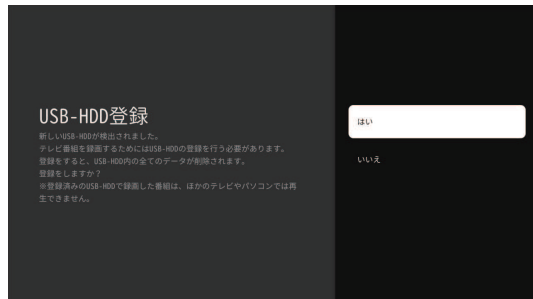 USB-HDD登録
新しいUSB-HDDが検出されました。
テレビ番組を録画するためにはUSB-HDDの登録を行う必要があります。
登録をすると、USB-HDD内の全てのデータが削除されます。
登録をしますか？
※登録済みのUSB-HDDで録画した番組は、ほかのテレビやパソコンでは再
生できません。
はい
いいえ